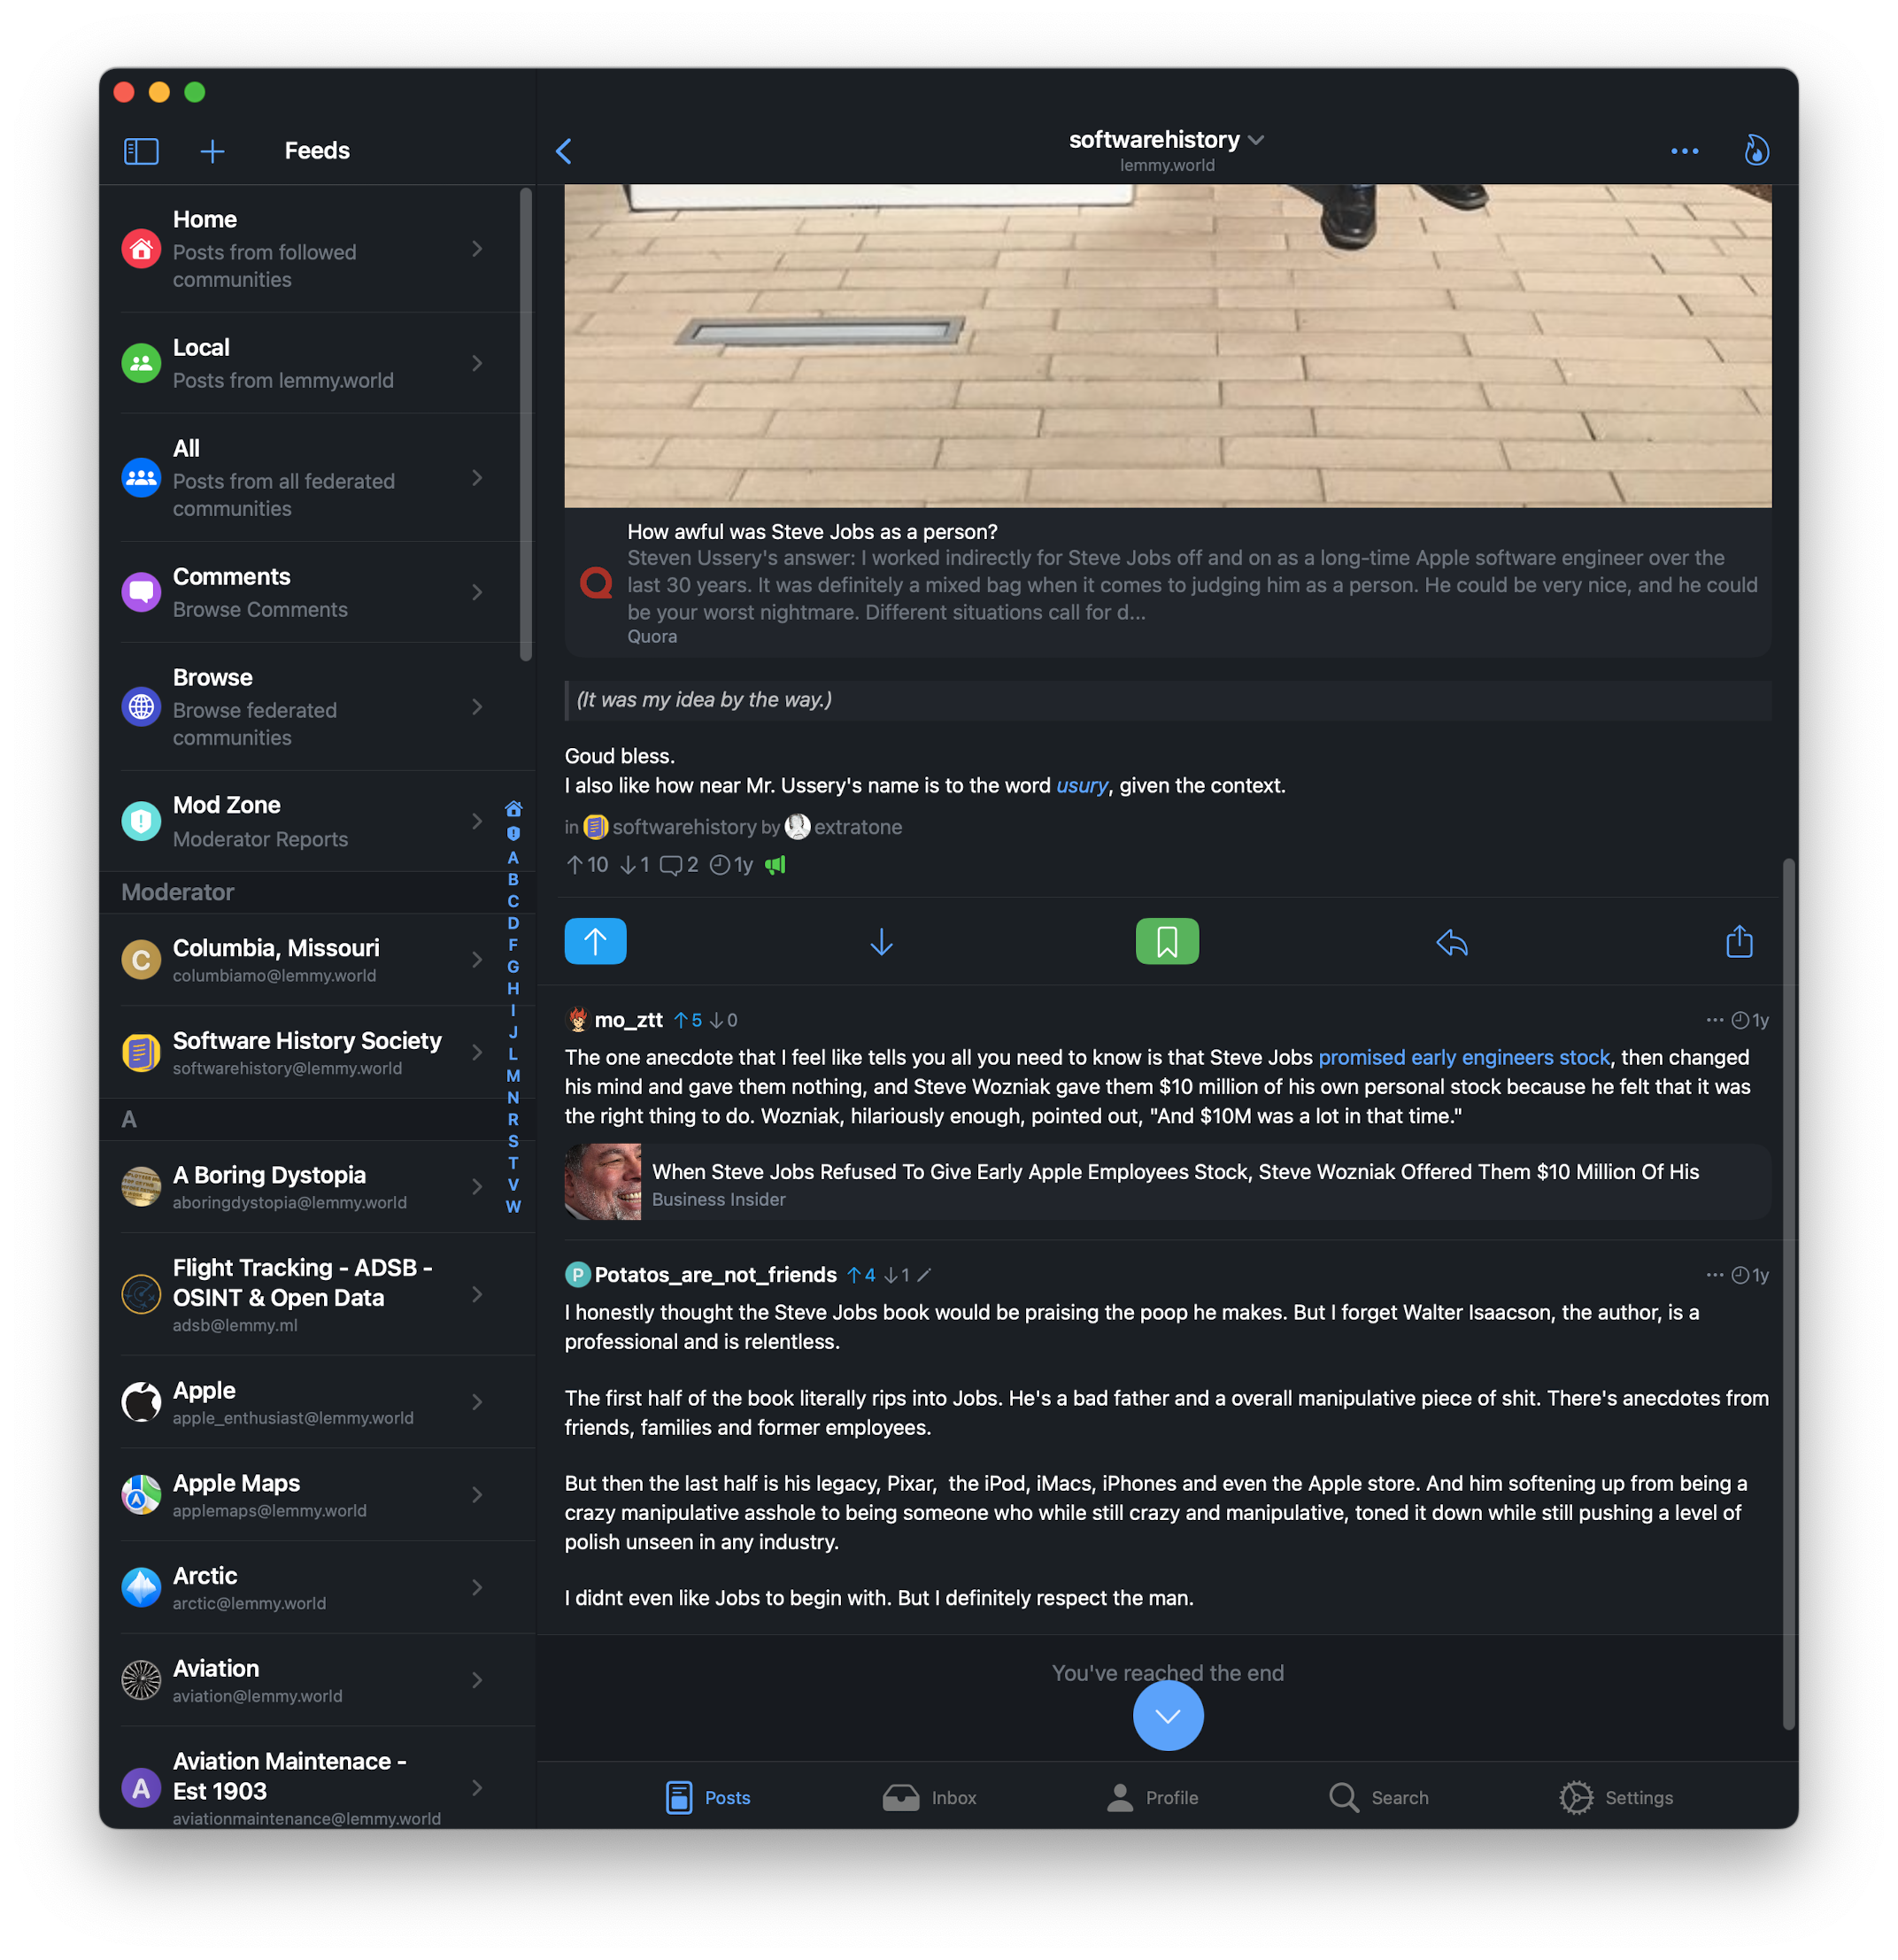 Feeds
Home
Posts from followed
communities
Local
Posts from lemmy.world
All
Posts from all federated
communities
Comments
Browse Comments
Browse
Browse federated
communities
Mod Zone
Moderator Reports
Moderator
C
Columbia, Missouri
columbiamo@lemmy.world
Software History Society
softwarehistory@lemmy.world
A
A Boring Dystopia
aboringdystopia@lemmy.world
Flight Tracking - ADSB -
OSINT & Open Data
adsb@lemmy.ml
Apple
apple_enthusiast@lemmy.world
Apple Maps
applemaps@lemmy.world
Arctic
arctic@lemmy.world
Aviation
aviation@lemmy.world
A
Aviation Maintenace -
Est 1903
aviationmaintenance@lemmy.world
A
B
C
D
F
G
H
I
J
L
M
N
R
S
T
V
W
softwarehistory
lemmy.world
How awful was Steve Jobs as a person?
Steven Ussery's answer: I worked indirectly for Steve Jobs off and on as a long-time Apple software engineer over the
last 30 years. It was definitely a mixed bag when it comes to judging him as a person. He could be very nice, and he could
be your worst nightmare. Different situations call for d...
Quora
(It was my idea by the way.)
Goud bless.
I also like how near Mr. Ussery's name is to the word usury, given the context.
in softwarehistory by extratone
10 1 2 1y
mo_ztt 5 0 1y
The one anecdote that I feel like tells you all you need to know is that Steve Jobs promised early engineers stock, then changed
his mind and gave them nothing, and Steve Wozniak gave them $10 million of his own personal stock because he felt that it was
the right thing to do. Wozniak, hilariously enough, pointed out, "And $10M was a lot in that time."
When Steve Jobs Refused To Give Early Apple Employees Stock, Steve Wozniak Offered Them $10 Million Of His
Business Insider
P Potatos_are_not_friends 4 1 1y
I honestly thought the Steve Jobs book would be praising the poop he makes. But I forget Walter Isaacson, the author, is a
professional and is relentless.
The first half of the book literally rips into Jobs. He's a bad father and a overall manipulative piece of shit. There's anecdotes from
friends, families and former employees.
But then the last half is his legacy, Pixar,  the iPod, iMacs, iPhones and even the Apple store. And him softening up from being a
crazy manipulative asshole to being someone who while still crazy and manipulative, toned it down while still pushing a level of
polish unseen in any industry.
I didnt even like Jobs to begin with. But I definitely respect the man.
You've reached the end
Posts
Inbox
Profile
Search
Settings